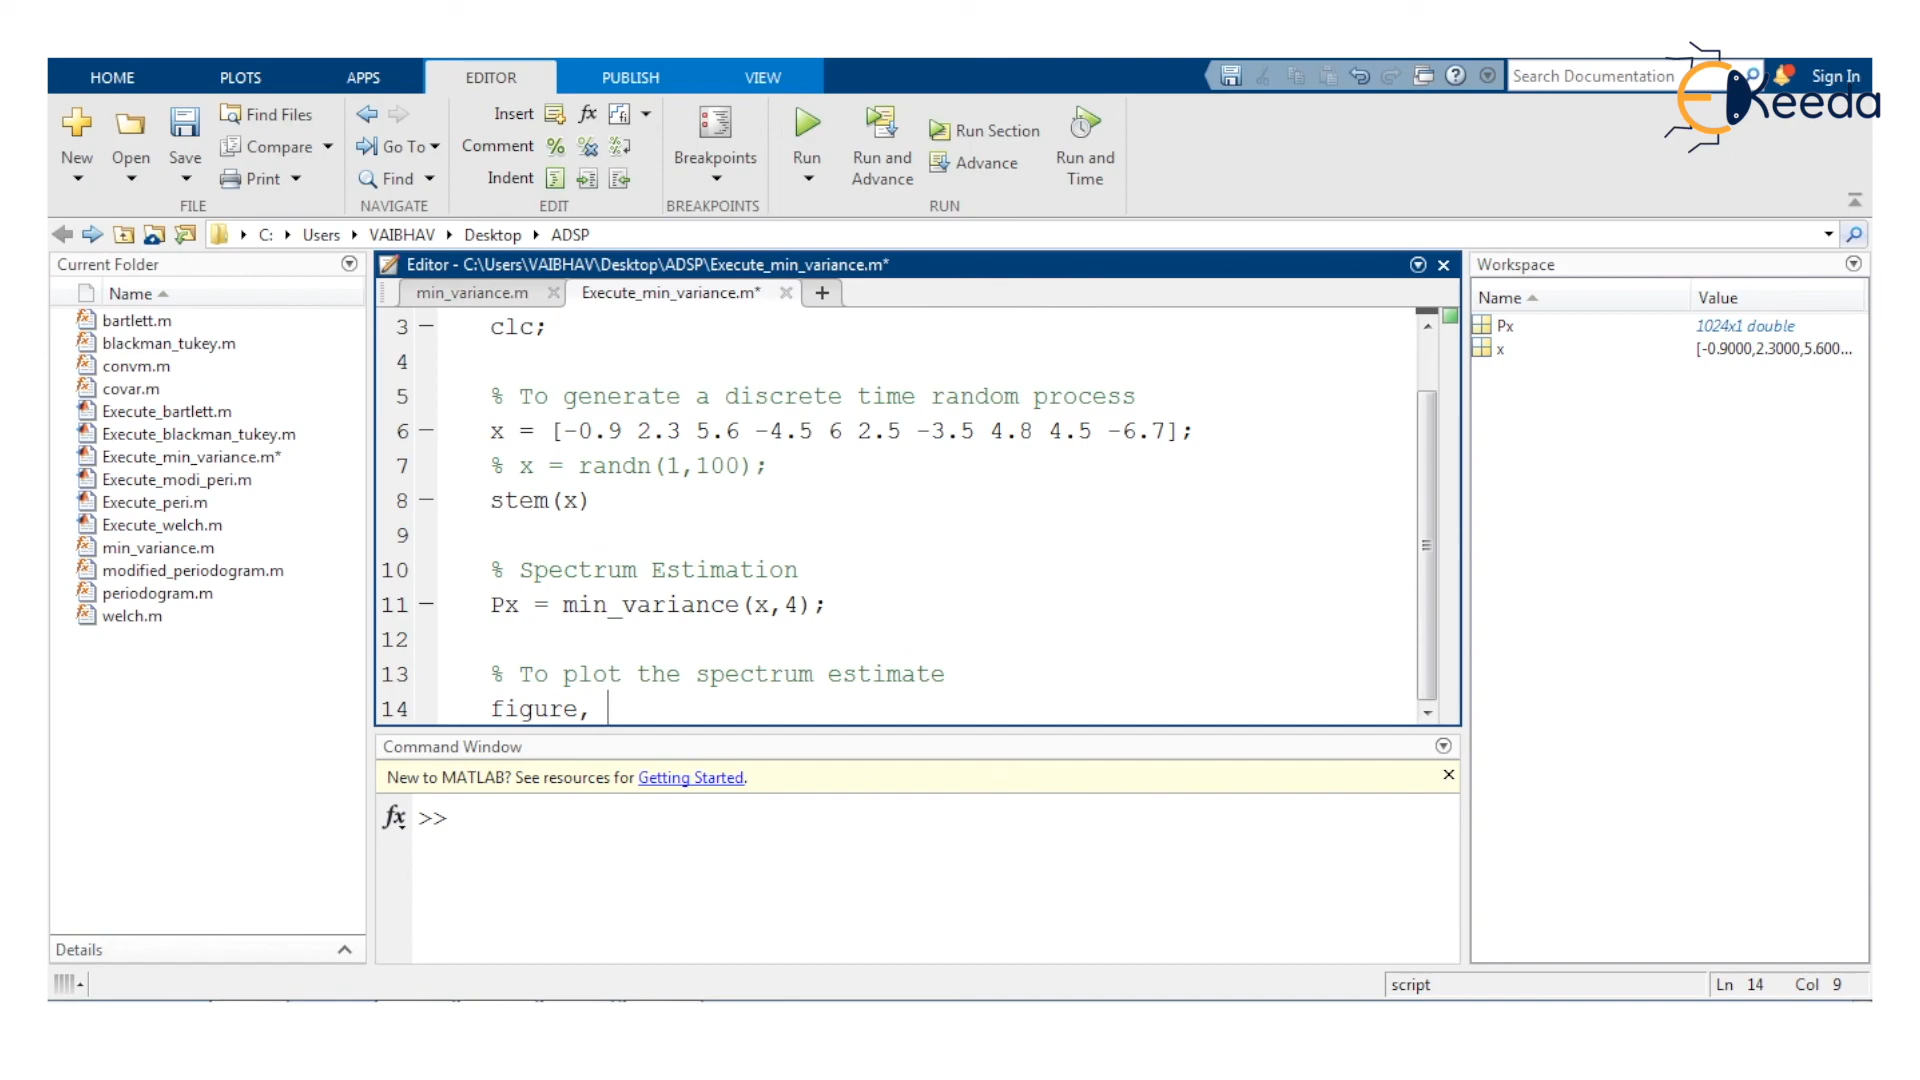 HOME PLOTS APPS EDITOR PUBLISH VIEW Search Documentation Sign In
Keeda
New Open Save Find Files Compare Print FILE
Go To Find NAVIGATE
Insert fx Comment Indent EDIT
Breakpoints BREAKPOINTS
Run Run and Advance Run Section Advance Run and Time RUN
C: Users VAIBHAV Desktop ADSP
Current Folder
Name
bartlett.m
blackman_tukey.m
convm.m
covar.m
Execute_bartlett.m
Execute_blackman_tukey.m
Execute_min_variance.m*
Execute_modi_peri.m
Execute_peri.m
Execute_welch.m
min_variance.m
modified_periodogram.m
periodogram.m
welch.m
Details
Editor - C:\Users\VAIBHAV\Desktop\ADSP\Execute_min_variance.m*
min_variance.m Execute_min_variance.m* +
3 clc;
4
5 % To generate a discrete time random process
6 x = [-0.9 2.3 5.6 -4.5 6 2.5 -3.5 4.8 4.5 -6.7];
7 % x = randn(1,100);
8 stem(x)
9
10 % Spectrum Estimation
11 Px = min_variance(x,4);
12
13 % To plot the spectrum estimate
14 figure,
Command Window
New to MATLAB? See resources for Getting Started.
fx >>
Workspace
Name Value
Px 1024x1 double
x [-0.9000,2.3000,5.600...
script Ln 14 Col 9